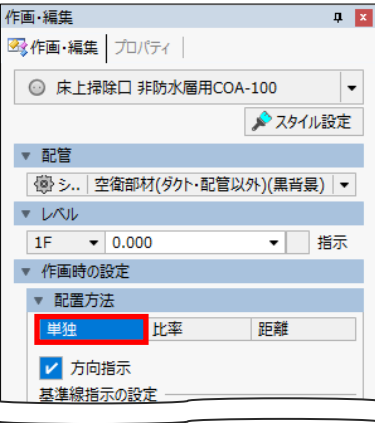 作画・編集
作画・編集 プロパティ
床上掃除口 非防水層用COA-100
スタイル設定
配管
シ.. 空衛部材(ダクト・配管以外)(黒背景)
レベル
1F 0.000 指示
作画時の設定
配置方法
単独 比率 距離
方向指示
基準線指示の設定